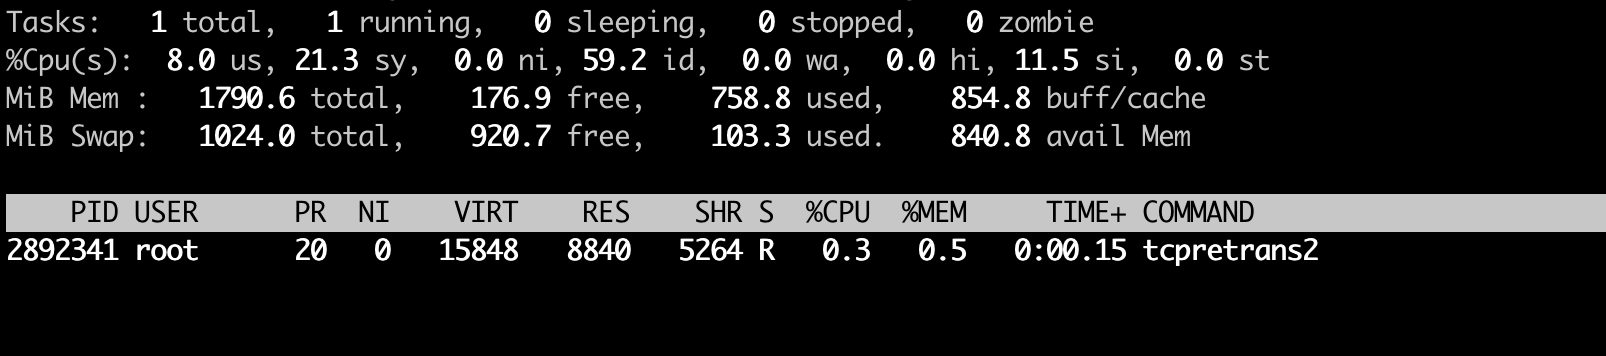 Tasks:   1 total,   1 running,   0 sleeping,   0 stopped,   0 zombie
%Cpu(s):  8.0 us, 21.3 sy,  0.0 ni, 59.2 id,  0.0 wa,  0.0 hi, 11.5 si,  0.0 st
MiB Mem :   1790.6 total,    176.9 free,    758.8 used,    854.8 buff/cache
MiB Swap:   1024.0 total,    920.7 free,    103.3 used.    840.8 avail Mem
    PID USER      PR  NI    VIRT    RES    SHR S  %CPU  %MEM     TIME+ COMMAND
2892341 root      20   0   15848   8840   5264 R   0.3   0.5   0:00.15 tcpretrans2